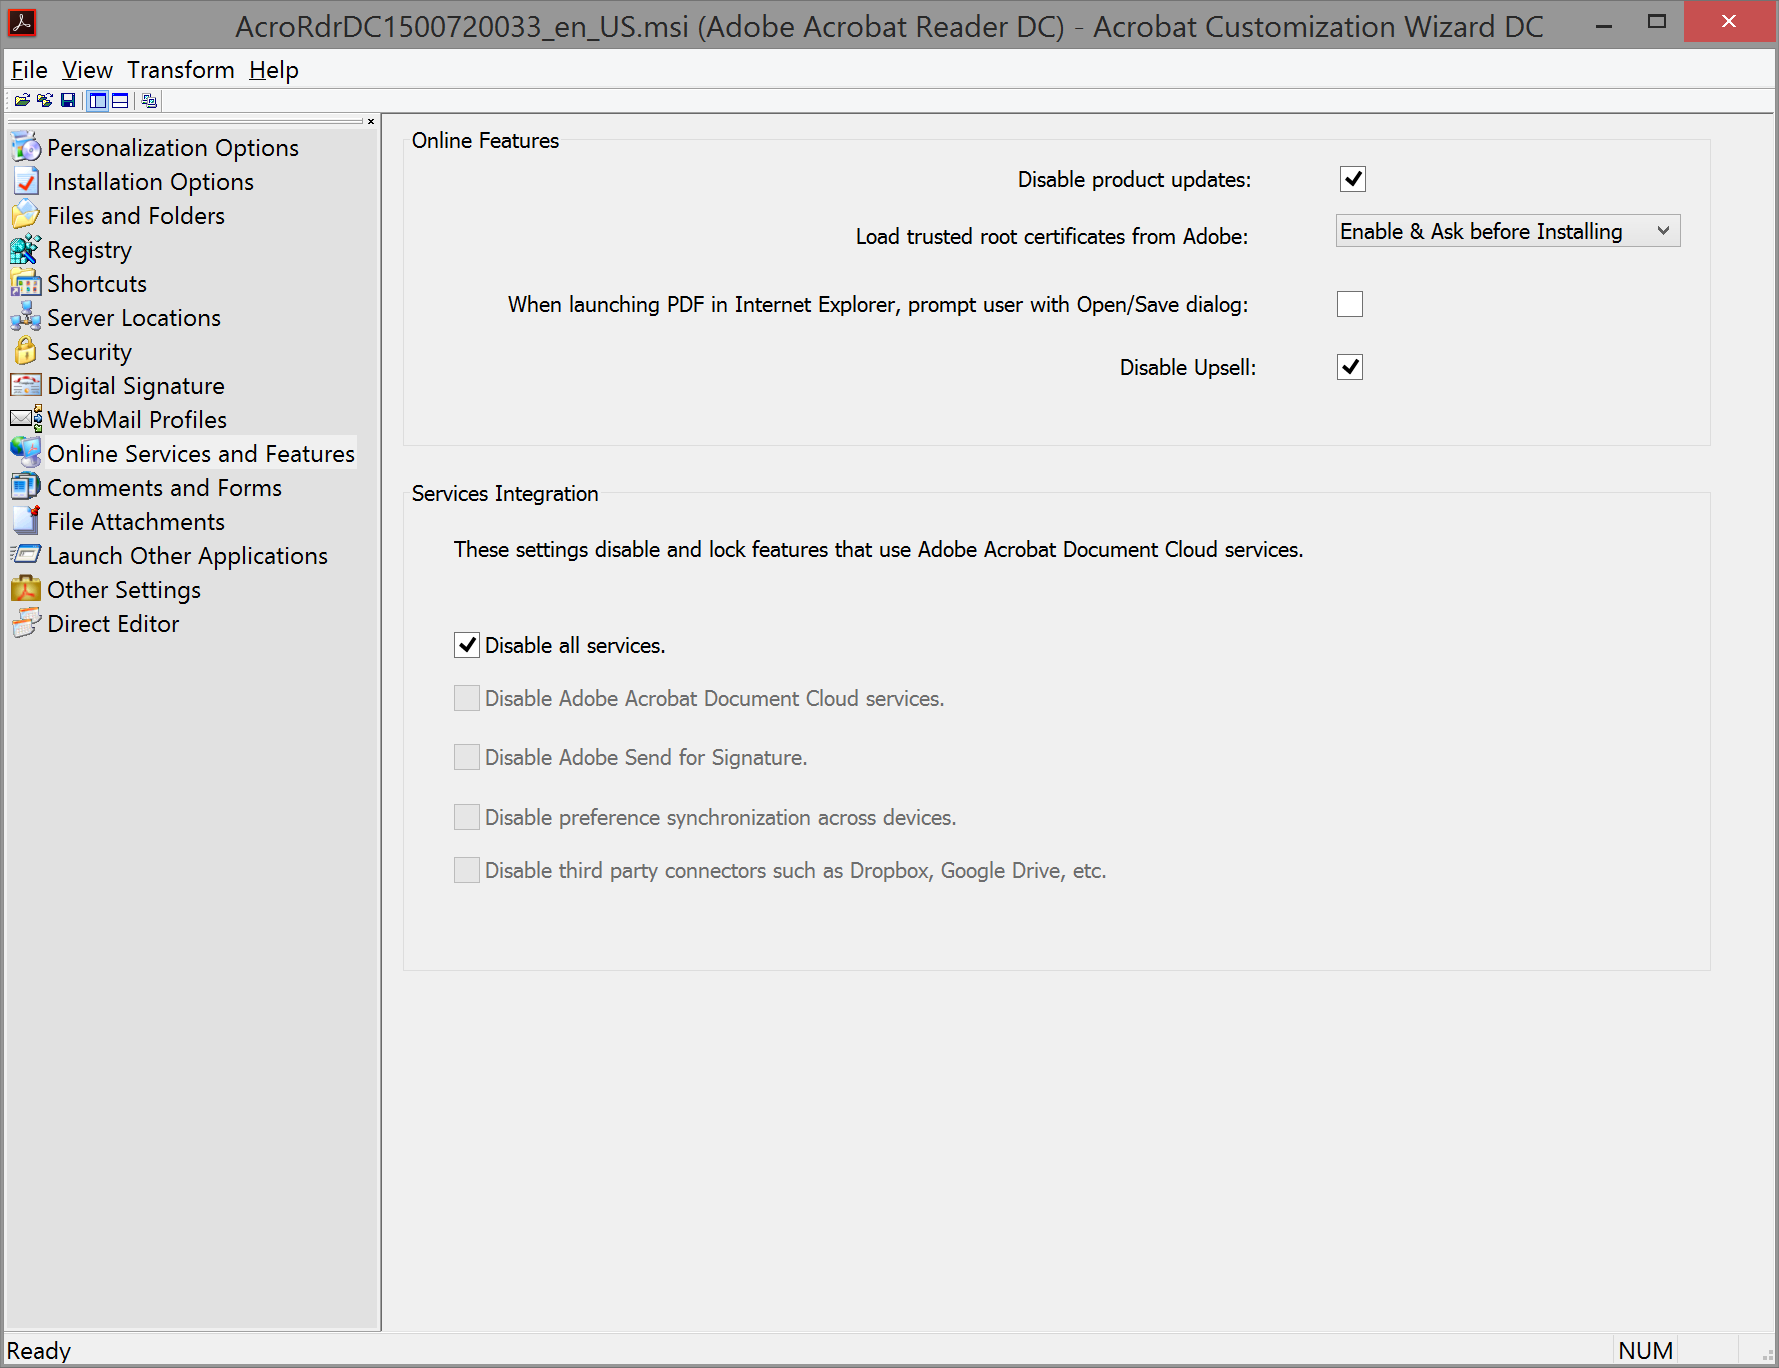 AcroRdrDC1500720033_en_US.msi (Adobe Acrobat Reader DC) - Acrobat Customization Wizard DC
File View Transform Help
Personalization Options
Installation Options
Files and Folders
Registry
Shortcuts
Server Locations
Security
Digital Signature
WebMail Profiles
Online Services and Features
Comments and Forms
File Attachments
Launch Other Applications
Other Settings
Direct Editor
Online Features
Disable product updates:
Load trusted root certificates from Adobe: Enable & Ask before Installing
When launching PDF in Internet Explorer, prompt user with Open/Save dialog:
Disable Upsell:
Services Integration
These settings disable and lock features that use Adobe Acrobat Document Cloud services.
Disable all services.
Disable Adobe Acrobat Document Cloud services.
Disable Adobe Send for Signature.
Disable preference synchronization across devices.
Disable third party connectors such as Dropbox, Google Drive, etc.
Ready NUM